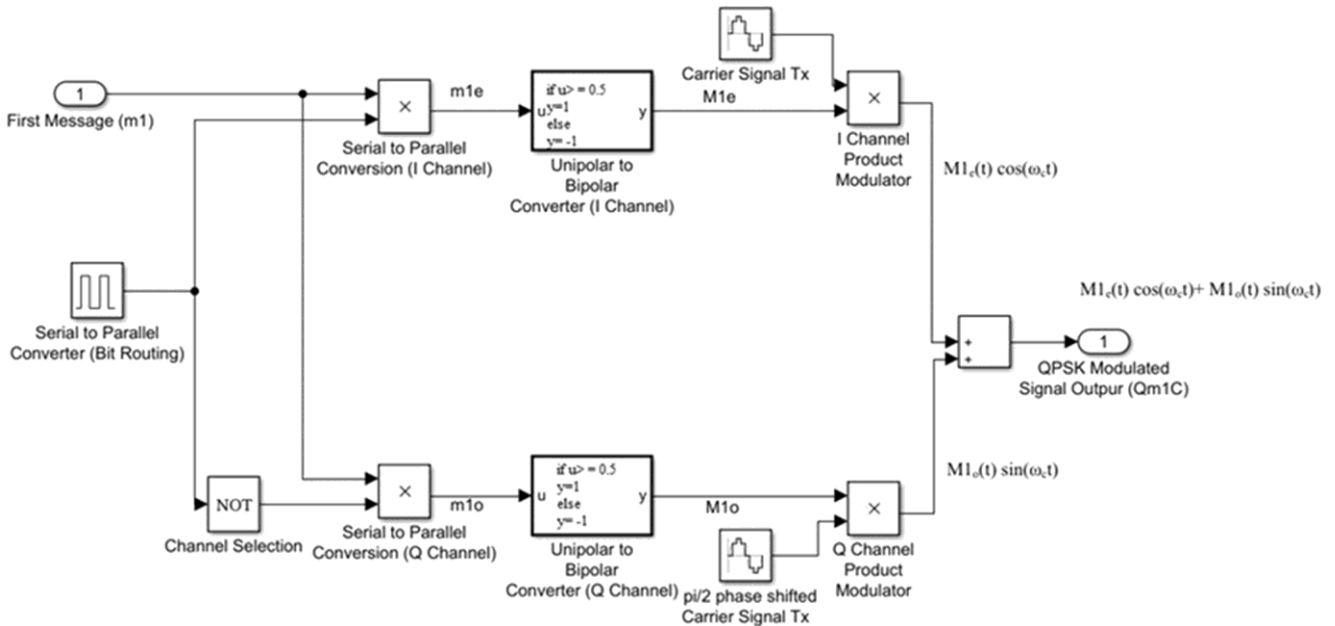 Carrier Signal Tx
1
First Message (m1)
×
m1e
Serial to Parallel
Conversion (I Channel)
if u> = 0.5
u y=1
else
y= -1
y
Unipolar to
Bipolar
Converter (I Channel)
M1e
×
I Channel
Product
Modulator
M1e(t) cos(ωct)
Serial to Parallel
Converter (Bit Routing)
M1e(t) cos(ωct)+ M1o(t) sin(ωct)
+
+
1
QPSK Modulated
Signal Outpur (Qm1C)
NOT
Channel Selection
×
m1o
Serial to Parallel
Conversion (Q Channel)
if u> = 0.5
y=1
u
else
y= -1
y
Unipolar to
Bipolar
Converter (Q Channel)
M1o
×
Q Channel
Product
Modulator
M1o(t) sin(ωct)
pi/2 phase shifted
Carrier Signal Tx